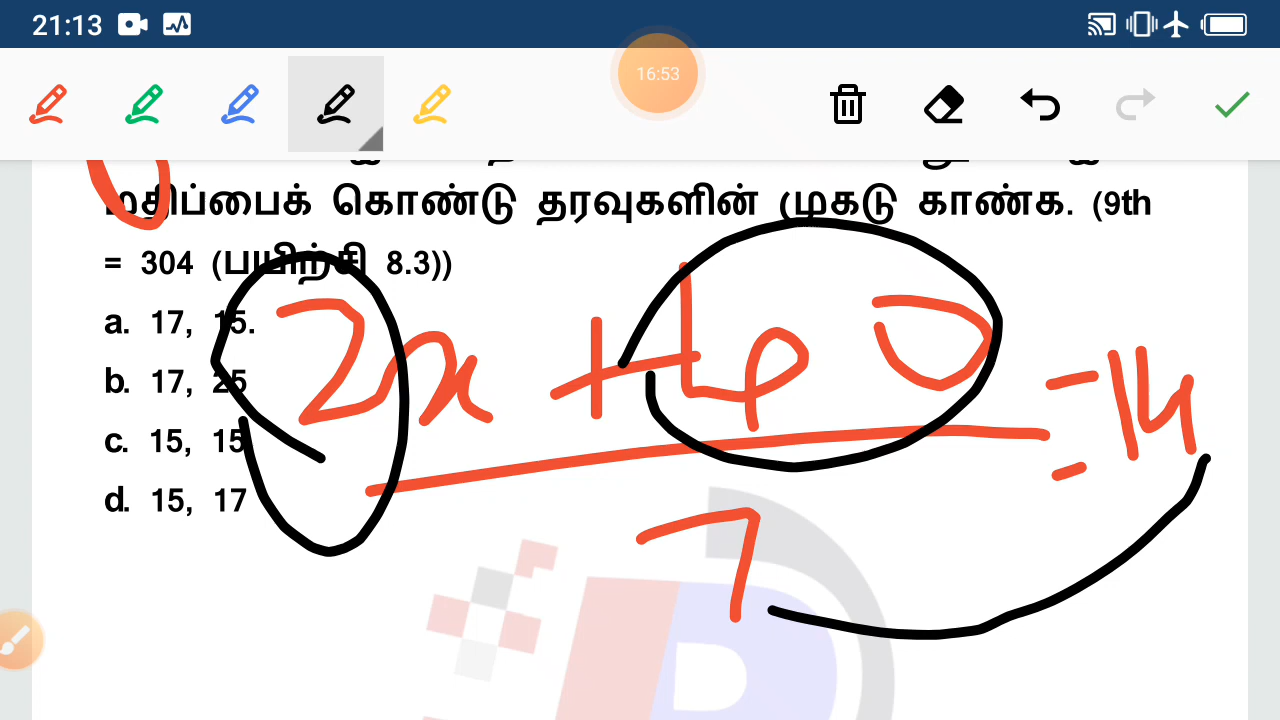 21:13
16:53
மதிப்பைக் கொண்டு தரவுகளின் முகடு காண்க. (9th
= 304 (பயிற்சி 8.3))
a. 17, 15.
b. 17, 25
c. 15, 15
d. 15, 17
2x + = 14
7